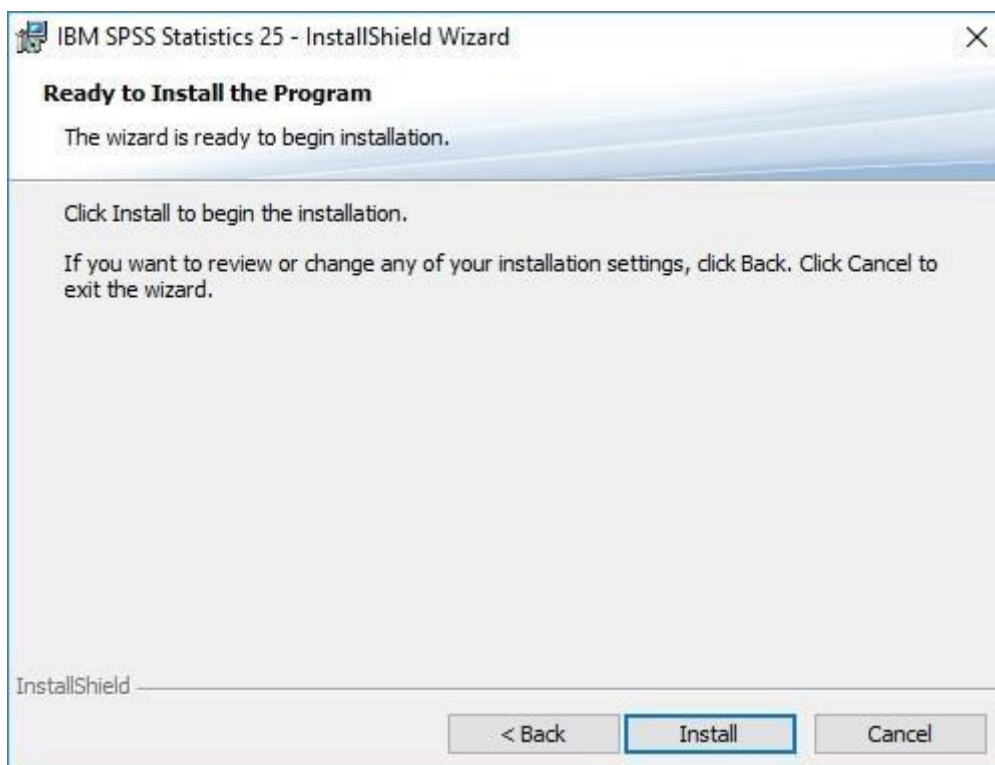 IBM SPSS Statistics 25 - InstallShield Wizard
Ready to Install the Program
The wizard is ready to begin installation.
Click Install to begin the installation.
If you want to review or change any of your installation settings, click Back. Click Cancel to
exit the wizard.
InstallShield
< Back
Install
Cancel